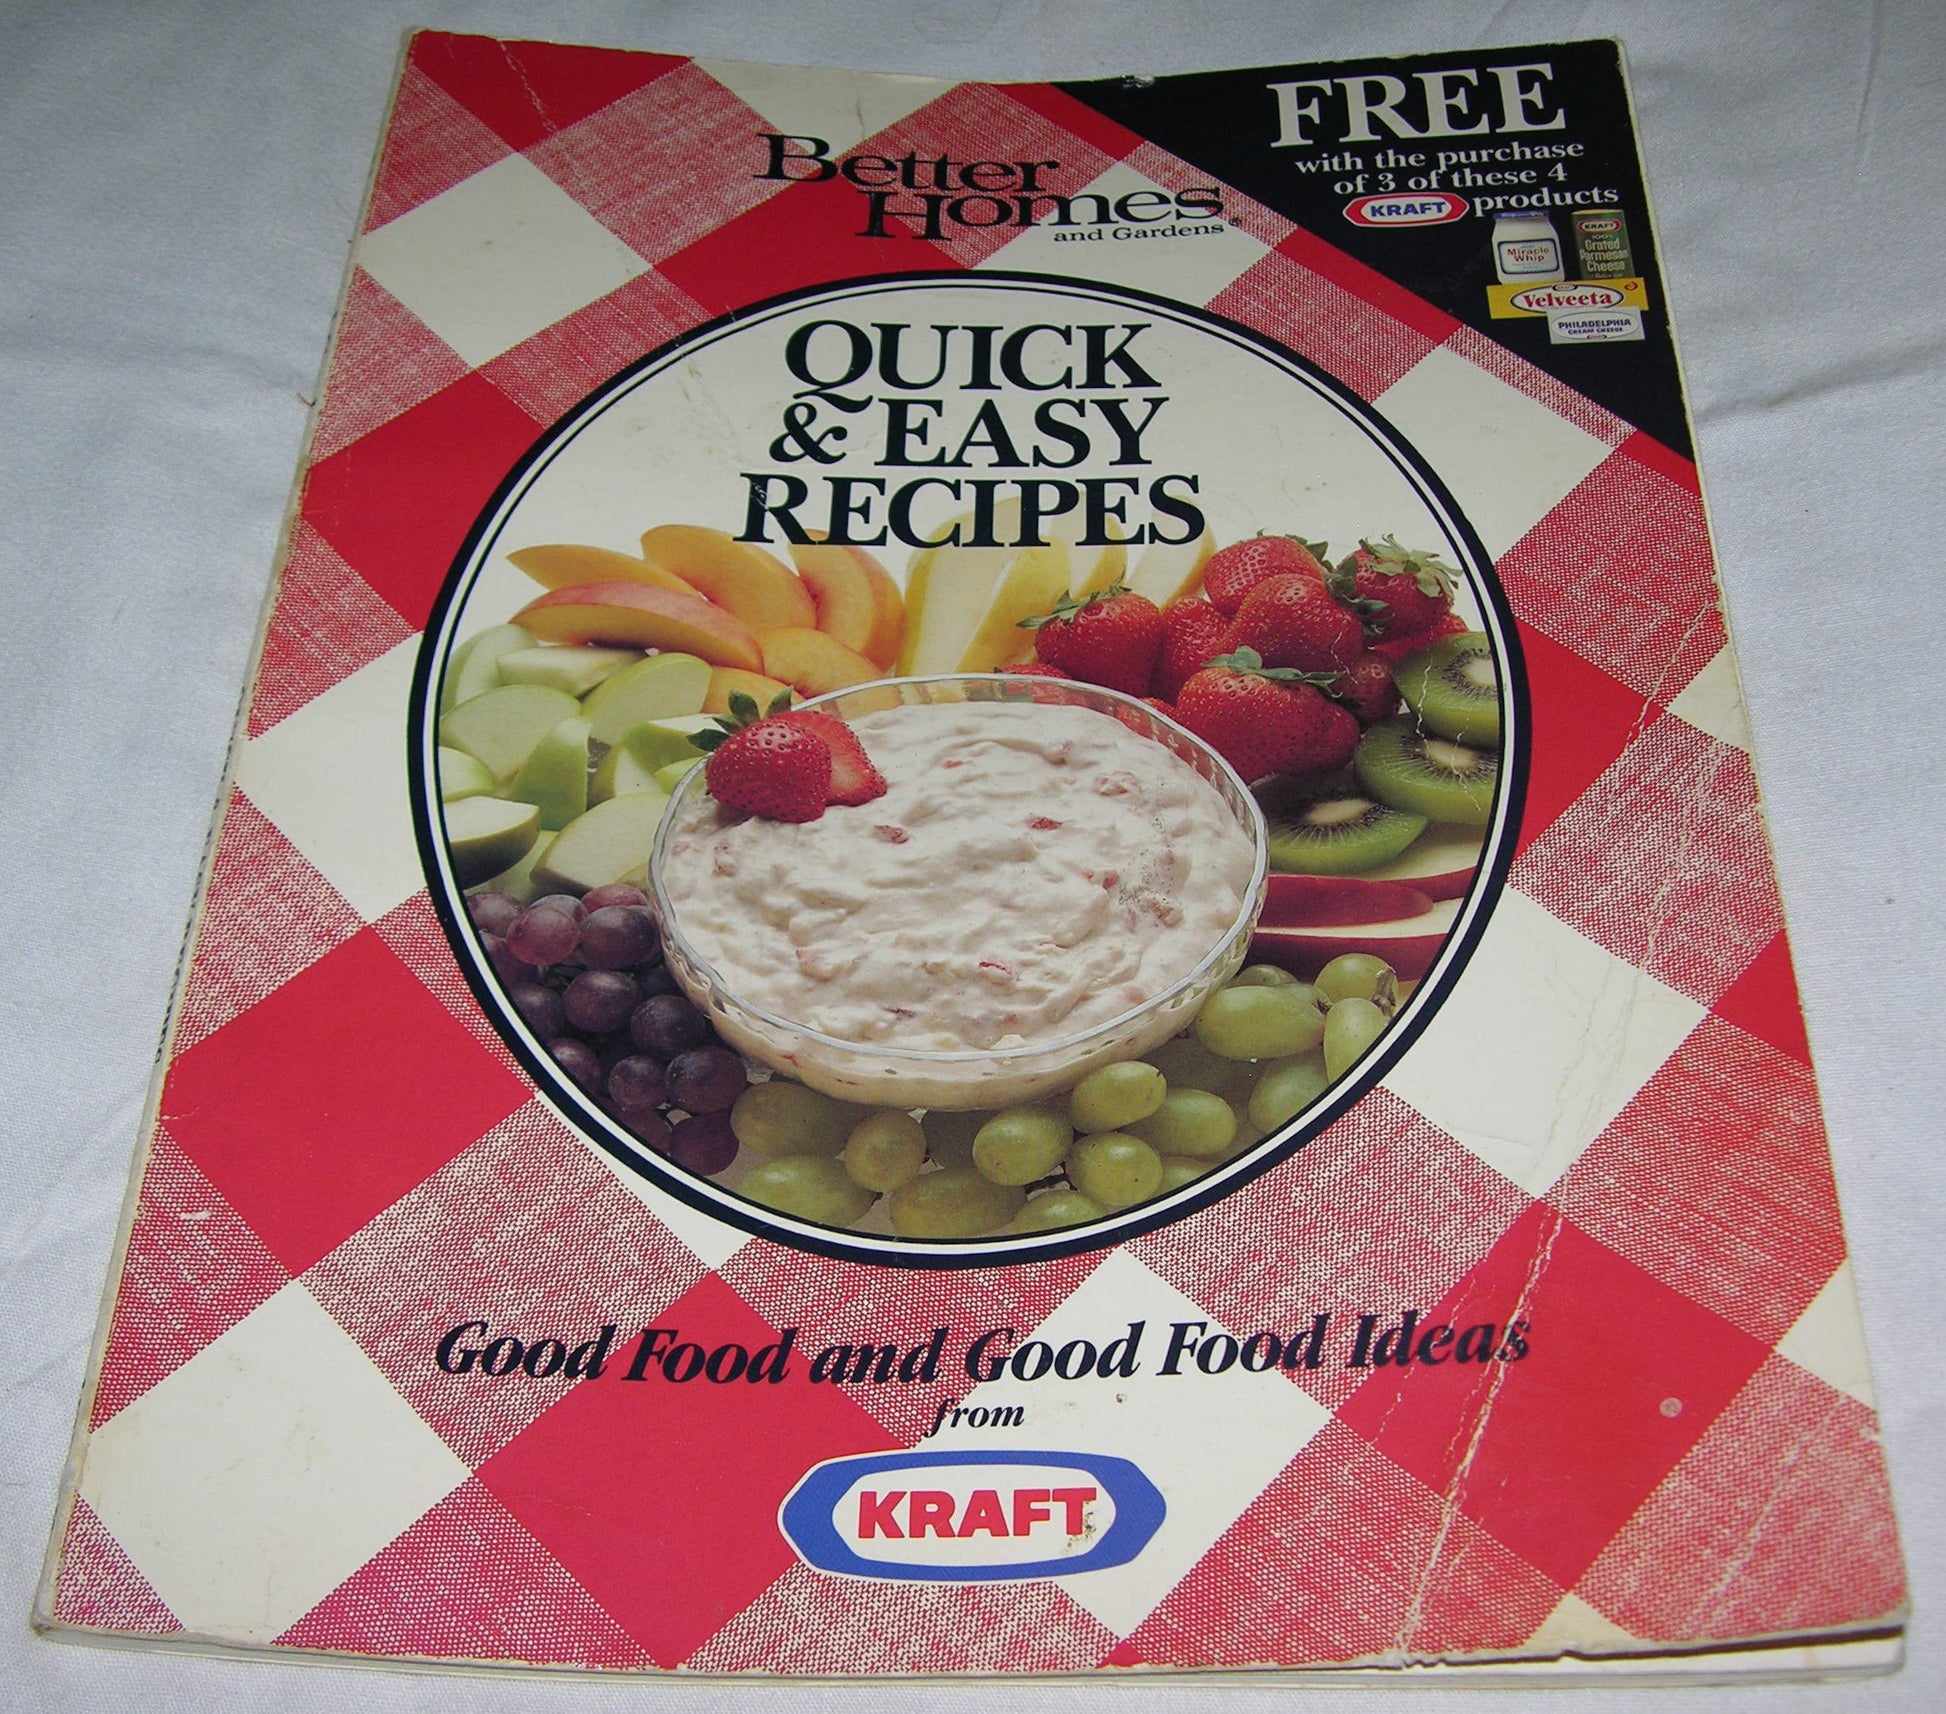 FREE
with the purchase
of 3 of these 4
KRAFT products
Miracle
Whip
KRAFT
100%
Grated
Parmesan
Cheese
Velveeta
PHILADELPHIA
CREAM CHEESE
Better
Homes
and Gardens®
QUICK
& EASY
RECIPES
Good Food and Good Food Ideas
from
KRAFT